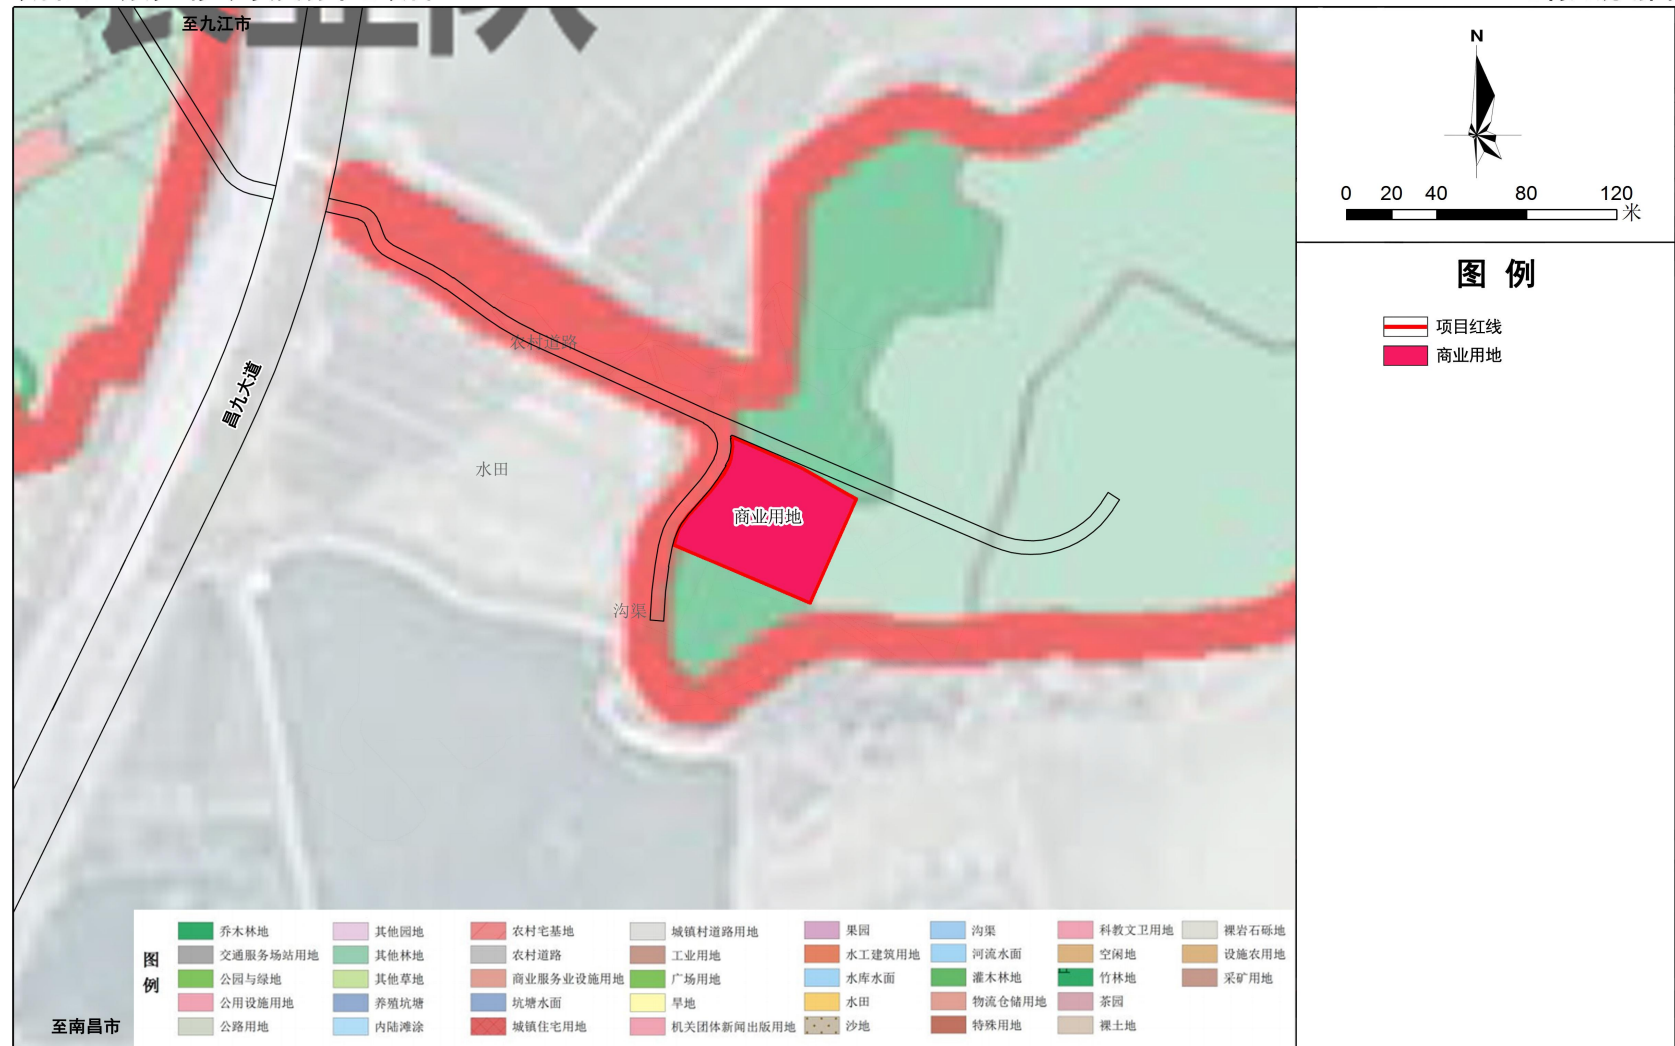 至九江市
N
0 20 40 80 120
米
图 例
项目红线
商业用地
农村道路
昌九大道
水田
商业用地
沟渠
至南昌市
图例
乔木林地
交通服务场站用地
公园与绿地
公用设施用地
公路用地
其他园地
其他林地
其他草地
养殖坑塘
内陆滩涂
农村宅基地
农村道路
商业服务业设施用地
坑塘水面
城镇住宅用地
城镇村道路用地
工业用地
广场用地
旱地
机关团体新闻出版用地
果园
水工建筑用地
水库水面
水田
沙地
沟渠
河流水面
灌木林地
物流仓储用地
特殊用地
科教文卫用地
空闲地
竹林地
茶园
裸土地
裸岩石砾地
设施农用地
采矿用地